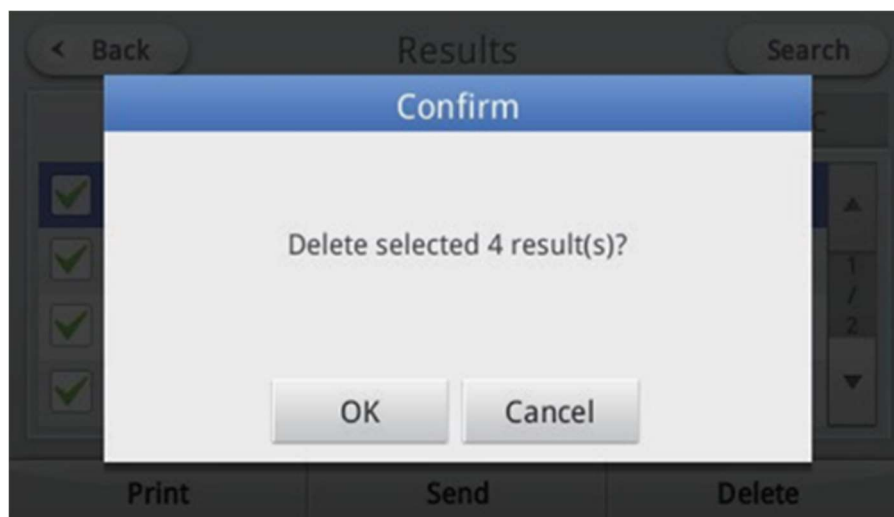 Back
Results
Search
Confirm
C
Delete selected 4 result(s)?
1
/
2
OK
Cancel
Print
Send
Delete